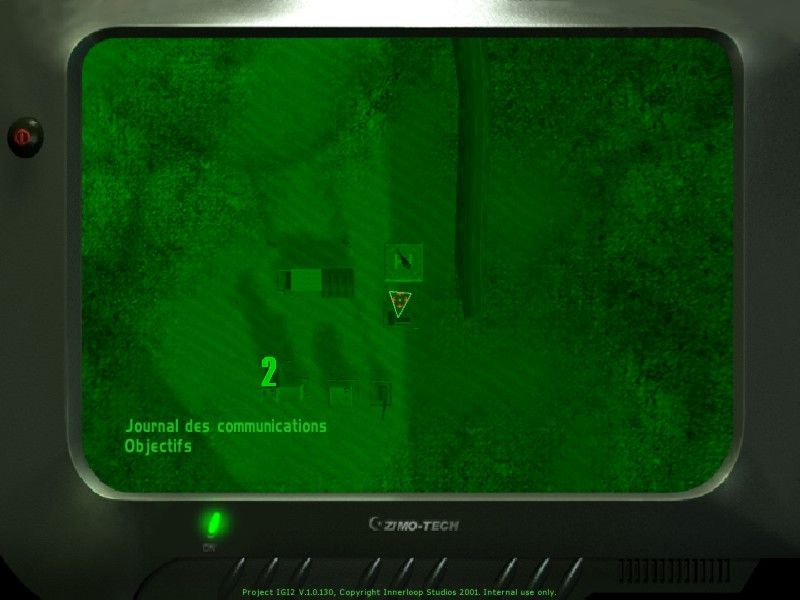 2
Journal des communications
Objectifs
ZIMO-TECH
ON
Project IGI2 V.1.0.130, Copyright Innerloop Studios 2001. Internal use only.